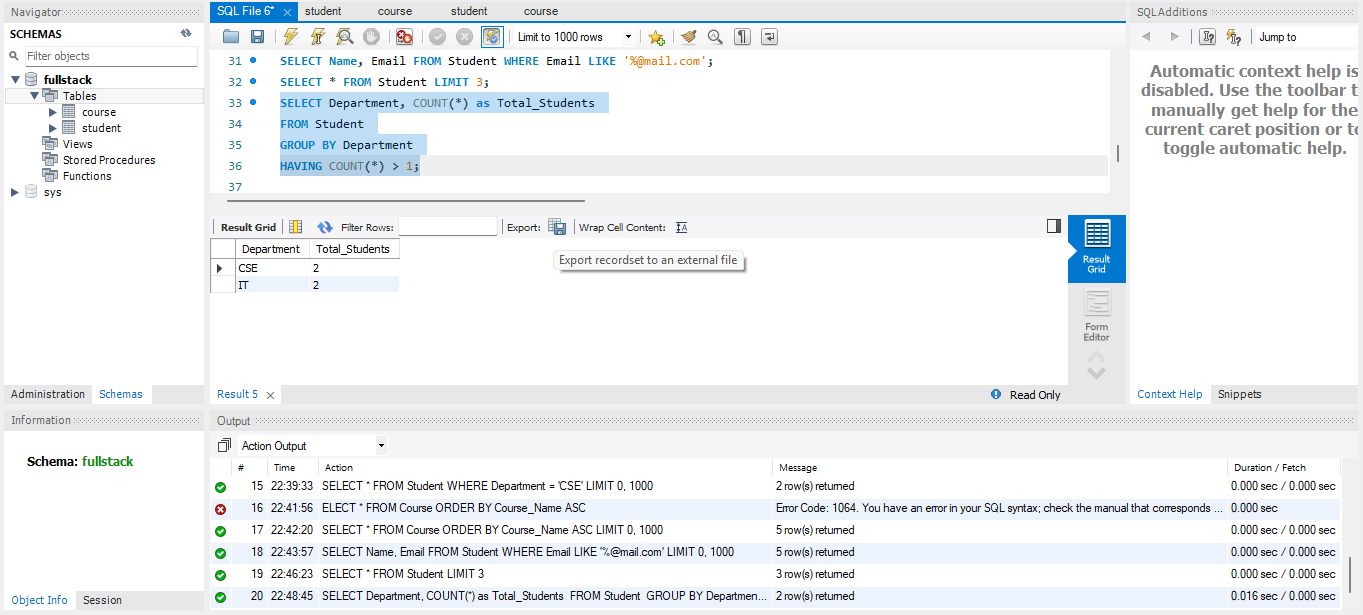 Navigator
SCHEMAS
Filter objects
fullstack
Tables
course
student
Views
Stored Procedures
Functions
sys
Administration Schemas
Information
Schema: fullstack
Object Info Session
SQL File 6* student course student course
Limit to 1000 rows
31 SELECT Name, Email FROM Student WHERE Email LIKE '%@mail.com';
32 SELECT * FROM Student LIMIT 3;
33 SELECT Department, COUNT(*) as Total_Students
34 FROM Student
35 GROUP BY Department
36 HAVING COUNT(*) > 1;
37
Result Grid Filter Rows: Export: Wrap Cell Content:
Export recordset to an external file
Department Total_Students
CSE 2
IT 2
Result Grid
Form Editor
Result 5 Read Only
SQLAdditions
Jump to
Automatic context help is
disabled. Use the toolbar t
manually get help for the
current caret position or to
toggle automatic help.
Context Help Snippets
Output
Action Output
# Time Action Message Duration / Fetch
15 22:39:33 SELECT * FROM Student WHERE Department = 'CSE' LIMIT 0, 1000 2 row(s) returned 0.000 sec / 0.000 sec
16 22:41:56 ELECT * FROM Course ORDER BY Course_Name ASC Error Code: 1064. You have an error in your SQL syntax; check the manual that corresponds ... 0.000 sec
17 22:42:20 SELECT * FROM Course ORDER BY Course_Name ASC LIMIT 0, 1000 5 row(s) returned 0.000 sec / 0.000 sec
18 22:43:57 SELECT Name, Email FROM Student WHERE Email LIKE '%@mail.com' LIMIT 0, 1000 5 row(s) returned 0.000 sec / 0.000 sec
19 22:46:23 SELECT * FROM Student LIMIT 3 3 row(s) returned 0.000 sec / 0.000 sec
20 22:48:45 SELECT Department, COUNT(*) as Total_Students FROM Student GROUP BY Departmen... 2 row(s) returned 0.016 sec / 0.000 sec